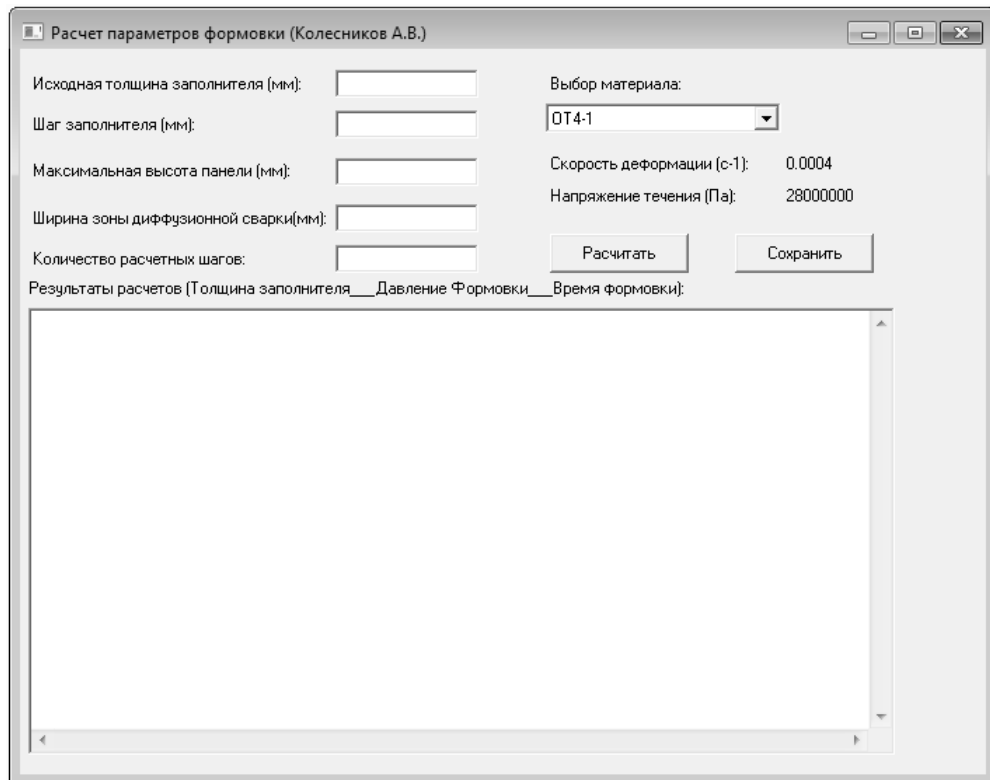 Расчет параметров формовки (Колесников А.В.)
Исходная толщина заполнителя (мм):
Шаг заполнителя (мм):
Максимальная высота панели (мм):
Ширина зоны диффузионной сварки(мм):
Количество расчетных шагов:
Выбор материала:
ОТ4-1
Скорость деформации (с-1): 0.0004
Напряжение течения (Па): 28000000
Расчитать Сохранить
Результаты расчетов (Толщина заполнителя___Давление Формовки___Время формовки):